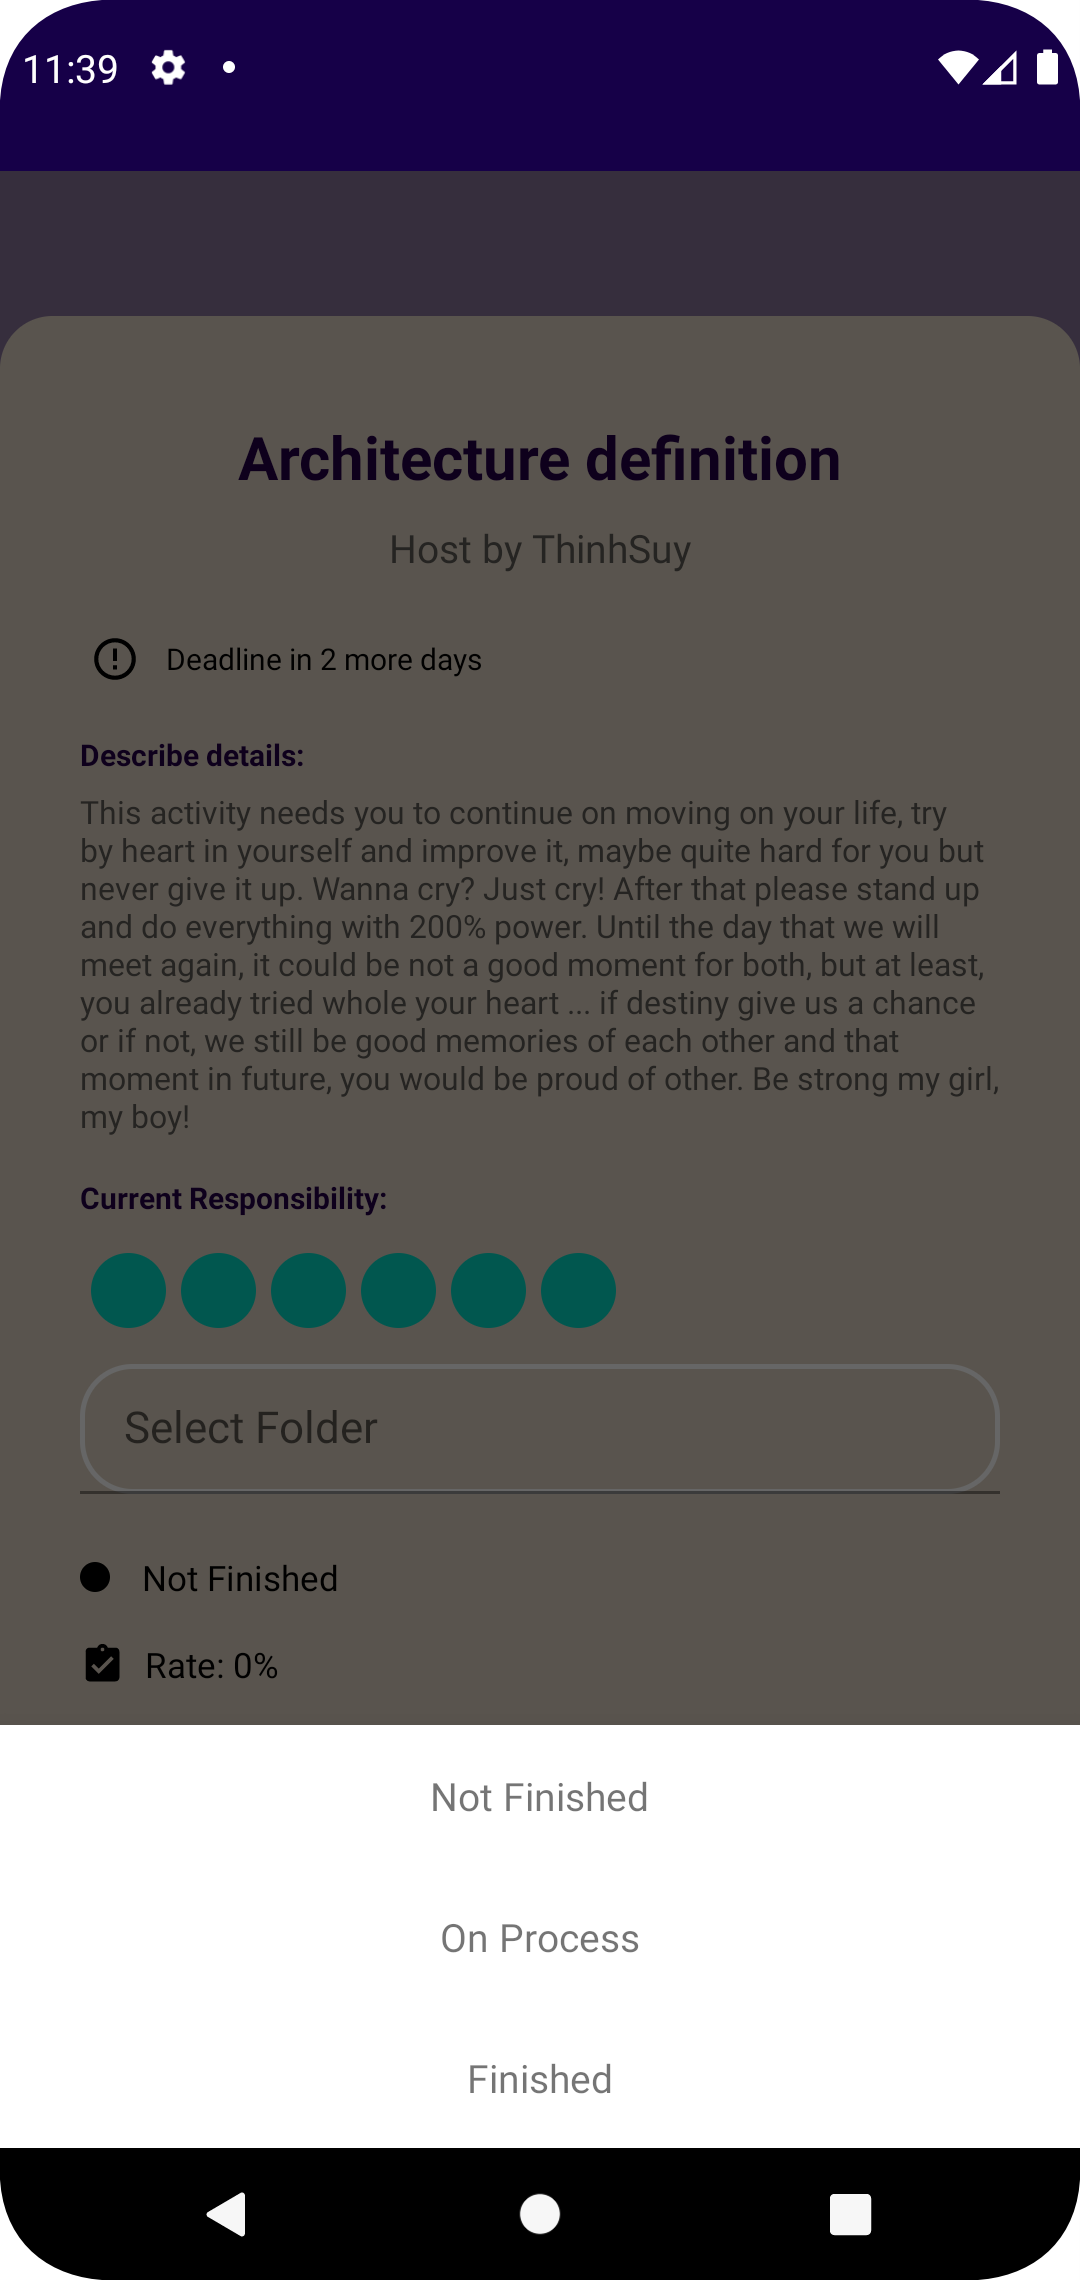 11:39
Architecture definition
Host by ThinhSuy
Deadline in 2 more days
Describe details:
This activity needs you to continue on moving on your life, try
by heart in yourself and improve it, maybe quite hard for you but
never give it up. Wanna cry? Just cry! After that please stand up
and do everything with 200% power. Until the day that we will
meet again, it could be not a good moment for both, but at least,
you already tried whole your heart ... if destiny give us a chance
or if not, we still be good memories of each other and that
moment in future, you would be proud of other. Be strong my girl,
my boy!
Current Responsibility:
Select Folder
Not Finished
Rate: 0%
Not Finished
On Process
Finished